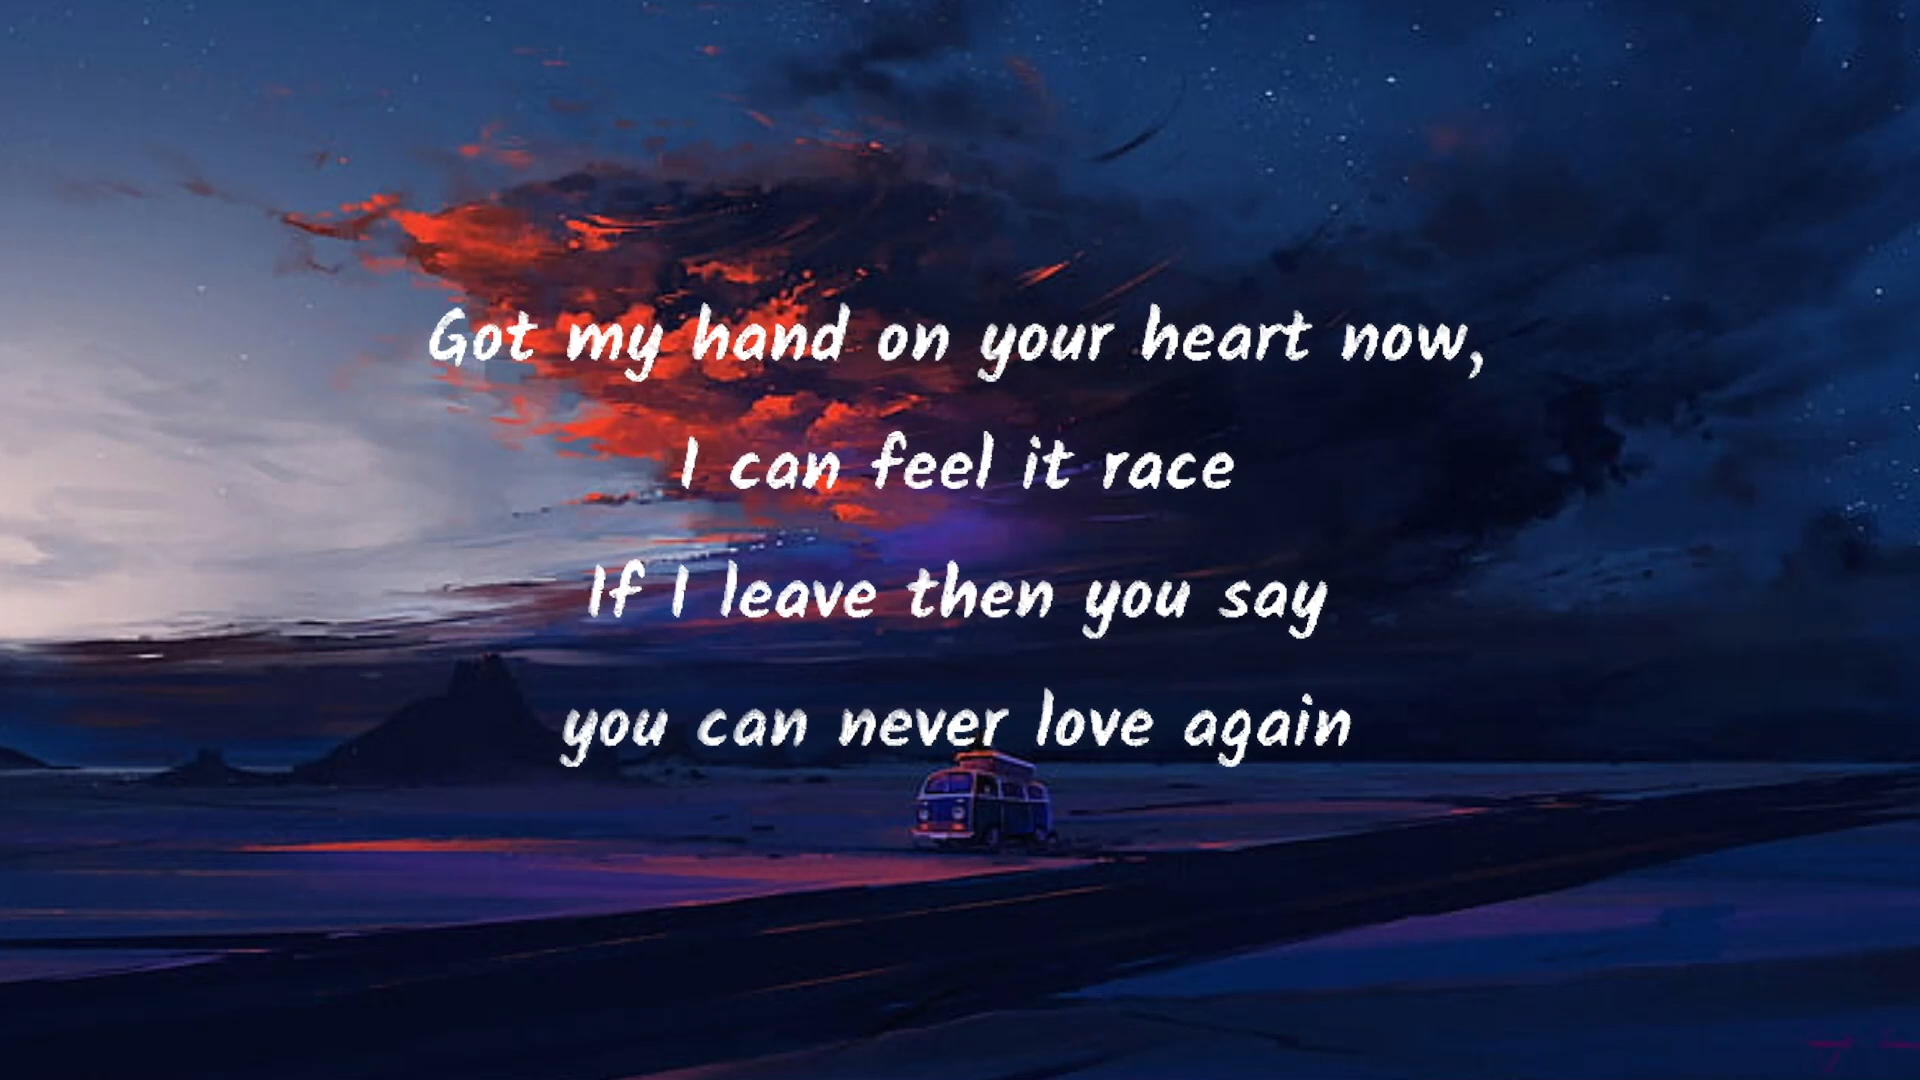 Got my hand on your heart now,
I can feel it race
If I leave then you say
you can never love again